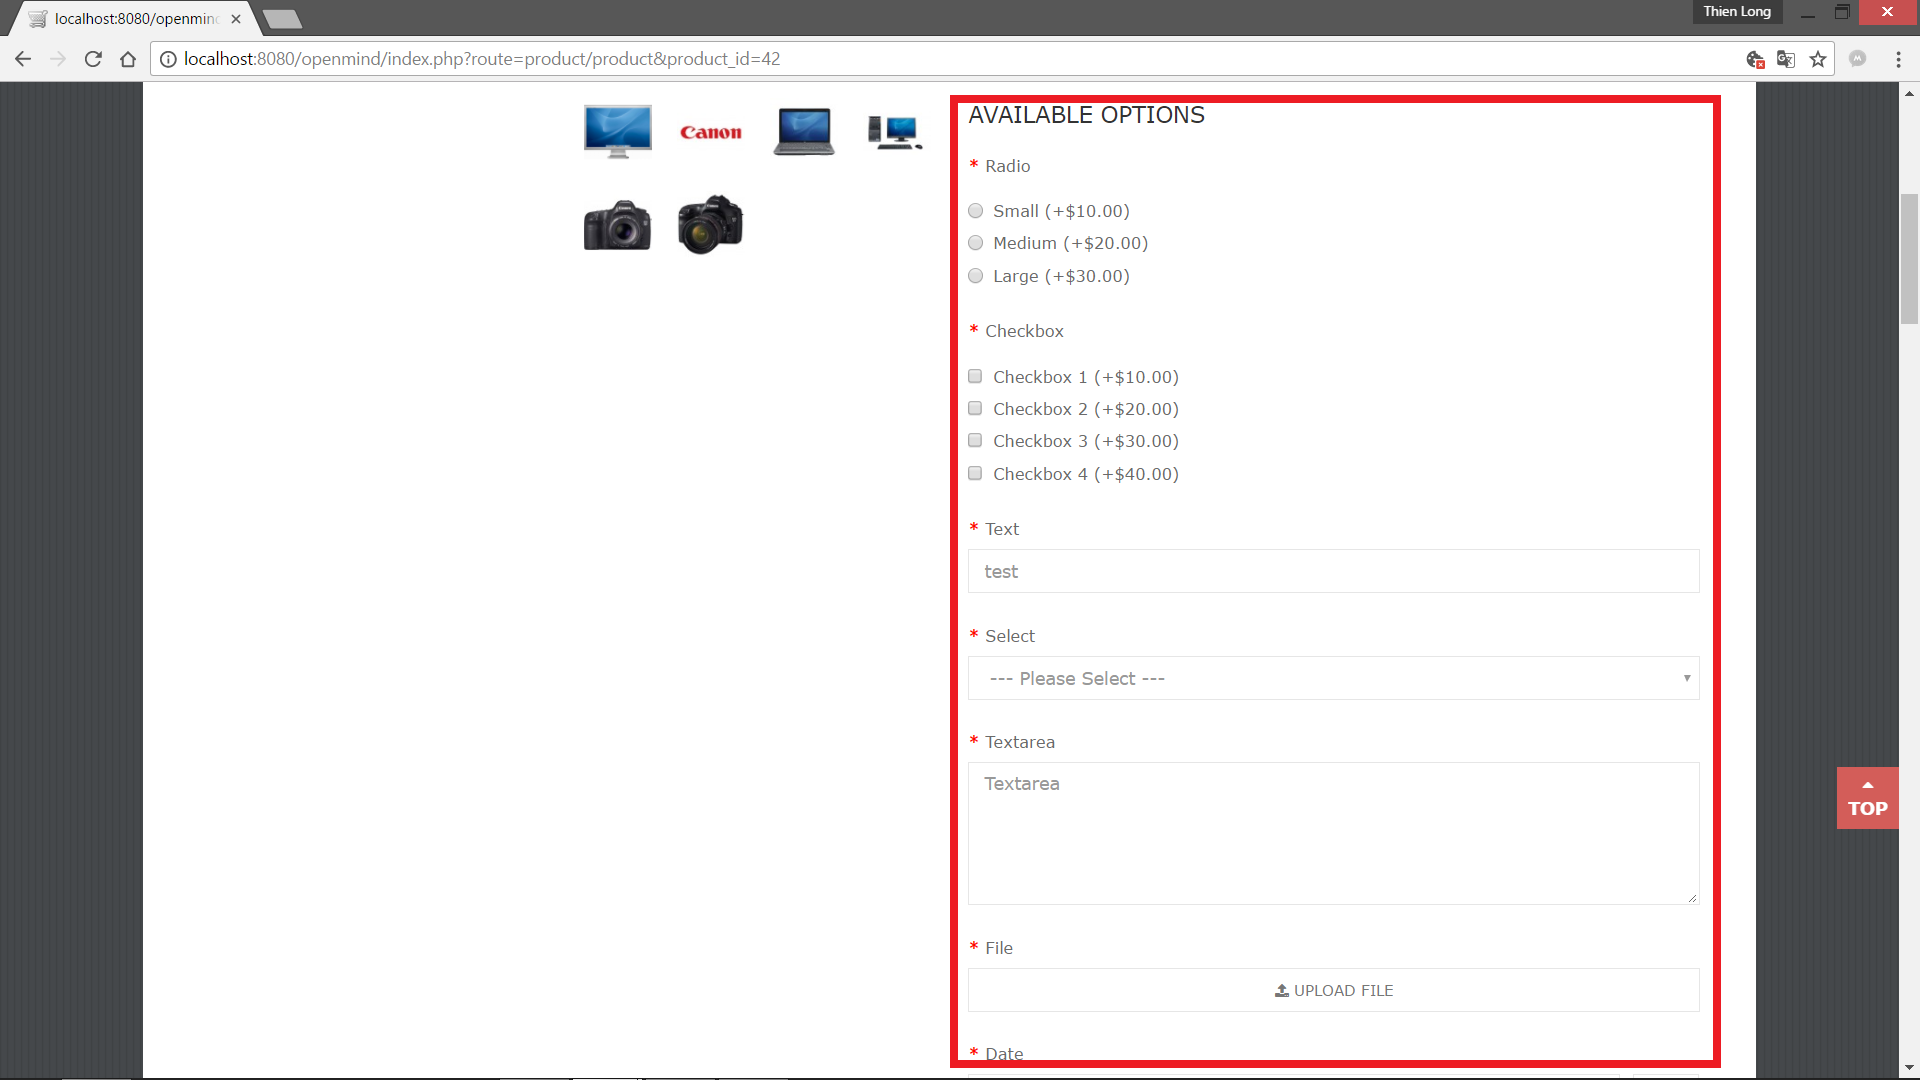 localhost:8080/openmin
Thien Long
localhost:8080/openmind/index.php?route=product/product&product_id=42
Canon
AVAILABLE OPTIONS
* Radio
Small (+$10.00)
Medium (+$20.00)
Large (+$30.00)
* Checkbox
Checkbox 1 (+$10.00)
Checkbox 2 (+$20.00)
Checkbox 3 (+$30.00)
Checkbox 4 (+$40.00)
* Text
test
* Select
--- Please Select ---
* Textarea
Textarea
TOP
* File
UPLOAD FILE
* Date